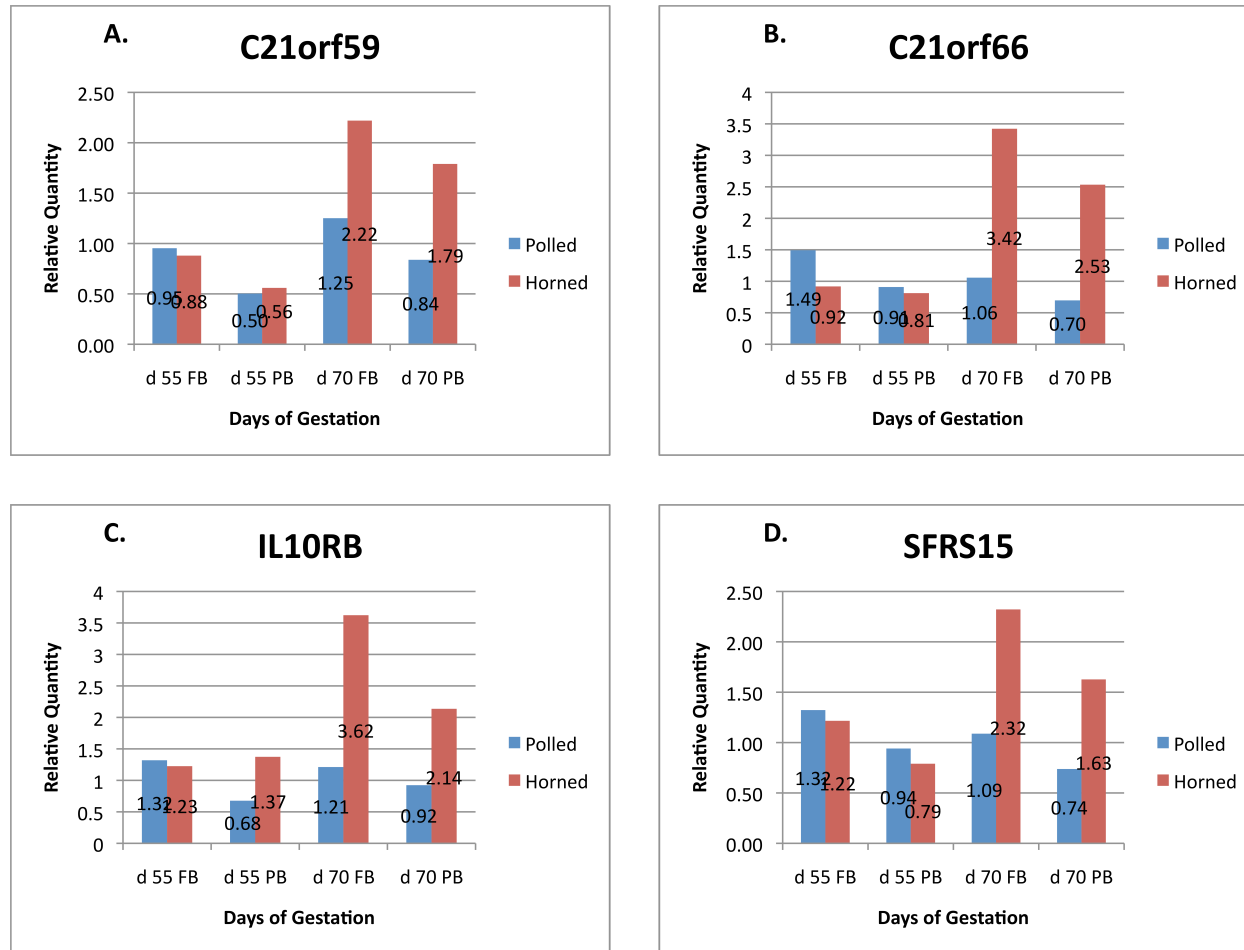 A.
C21orf59
2.50
2.00
1.50
1.00
0.50
0.00
Relative Quantity
0.95
0.88
0.50
0.56
1.25
2.22
0.84
1.79
d 55 FB d 55 PB d 70 FB d 70 PB
Days of Gestation
Polled
Horned
B.
C21orf66
4
3.5
3
2.5
2
1.5
1
0.5
0
Relative Quantity
1.49
0.92
0.91
0.81
1.06
3.42
0.70
2.53
d 55 FB d 55 PB d 70 FB d 70 PB
Days of Gestation
Polled
Horned
C.
IL10RB
4
3.5
3
2.5
2
1.5
1
0.5
0
Relative Quantity
1.32
1.23
0.68
1.37
1.21
3.62
0.92
2.14
d 55 FB d 55 PB d 70 FB d 70 PB
Days of Gestation
Polled
Horned
D.
SFRS15
2.50
2.00
1.50
1.00
0.50
0.00
Relative Quantity
1.32
1.22
0.94
0.79
1.09
2.32
0.74
1.63
d 55 FB d 55 PB d 70 FB d 70 PB
Days of Gestation
Polled
Horned